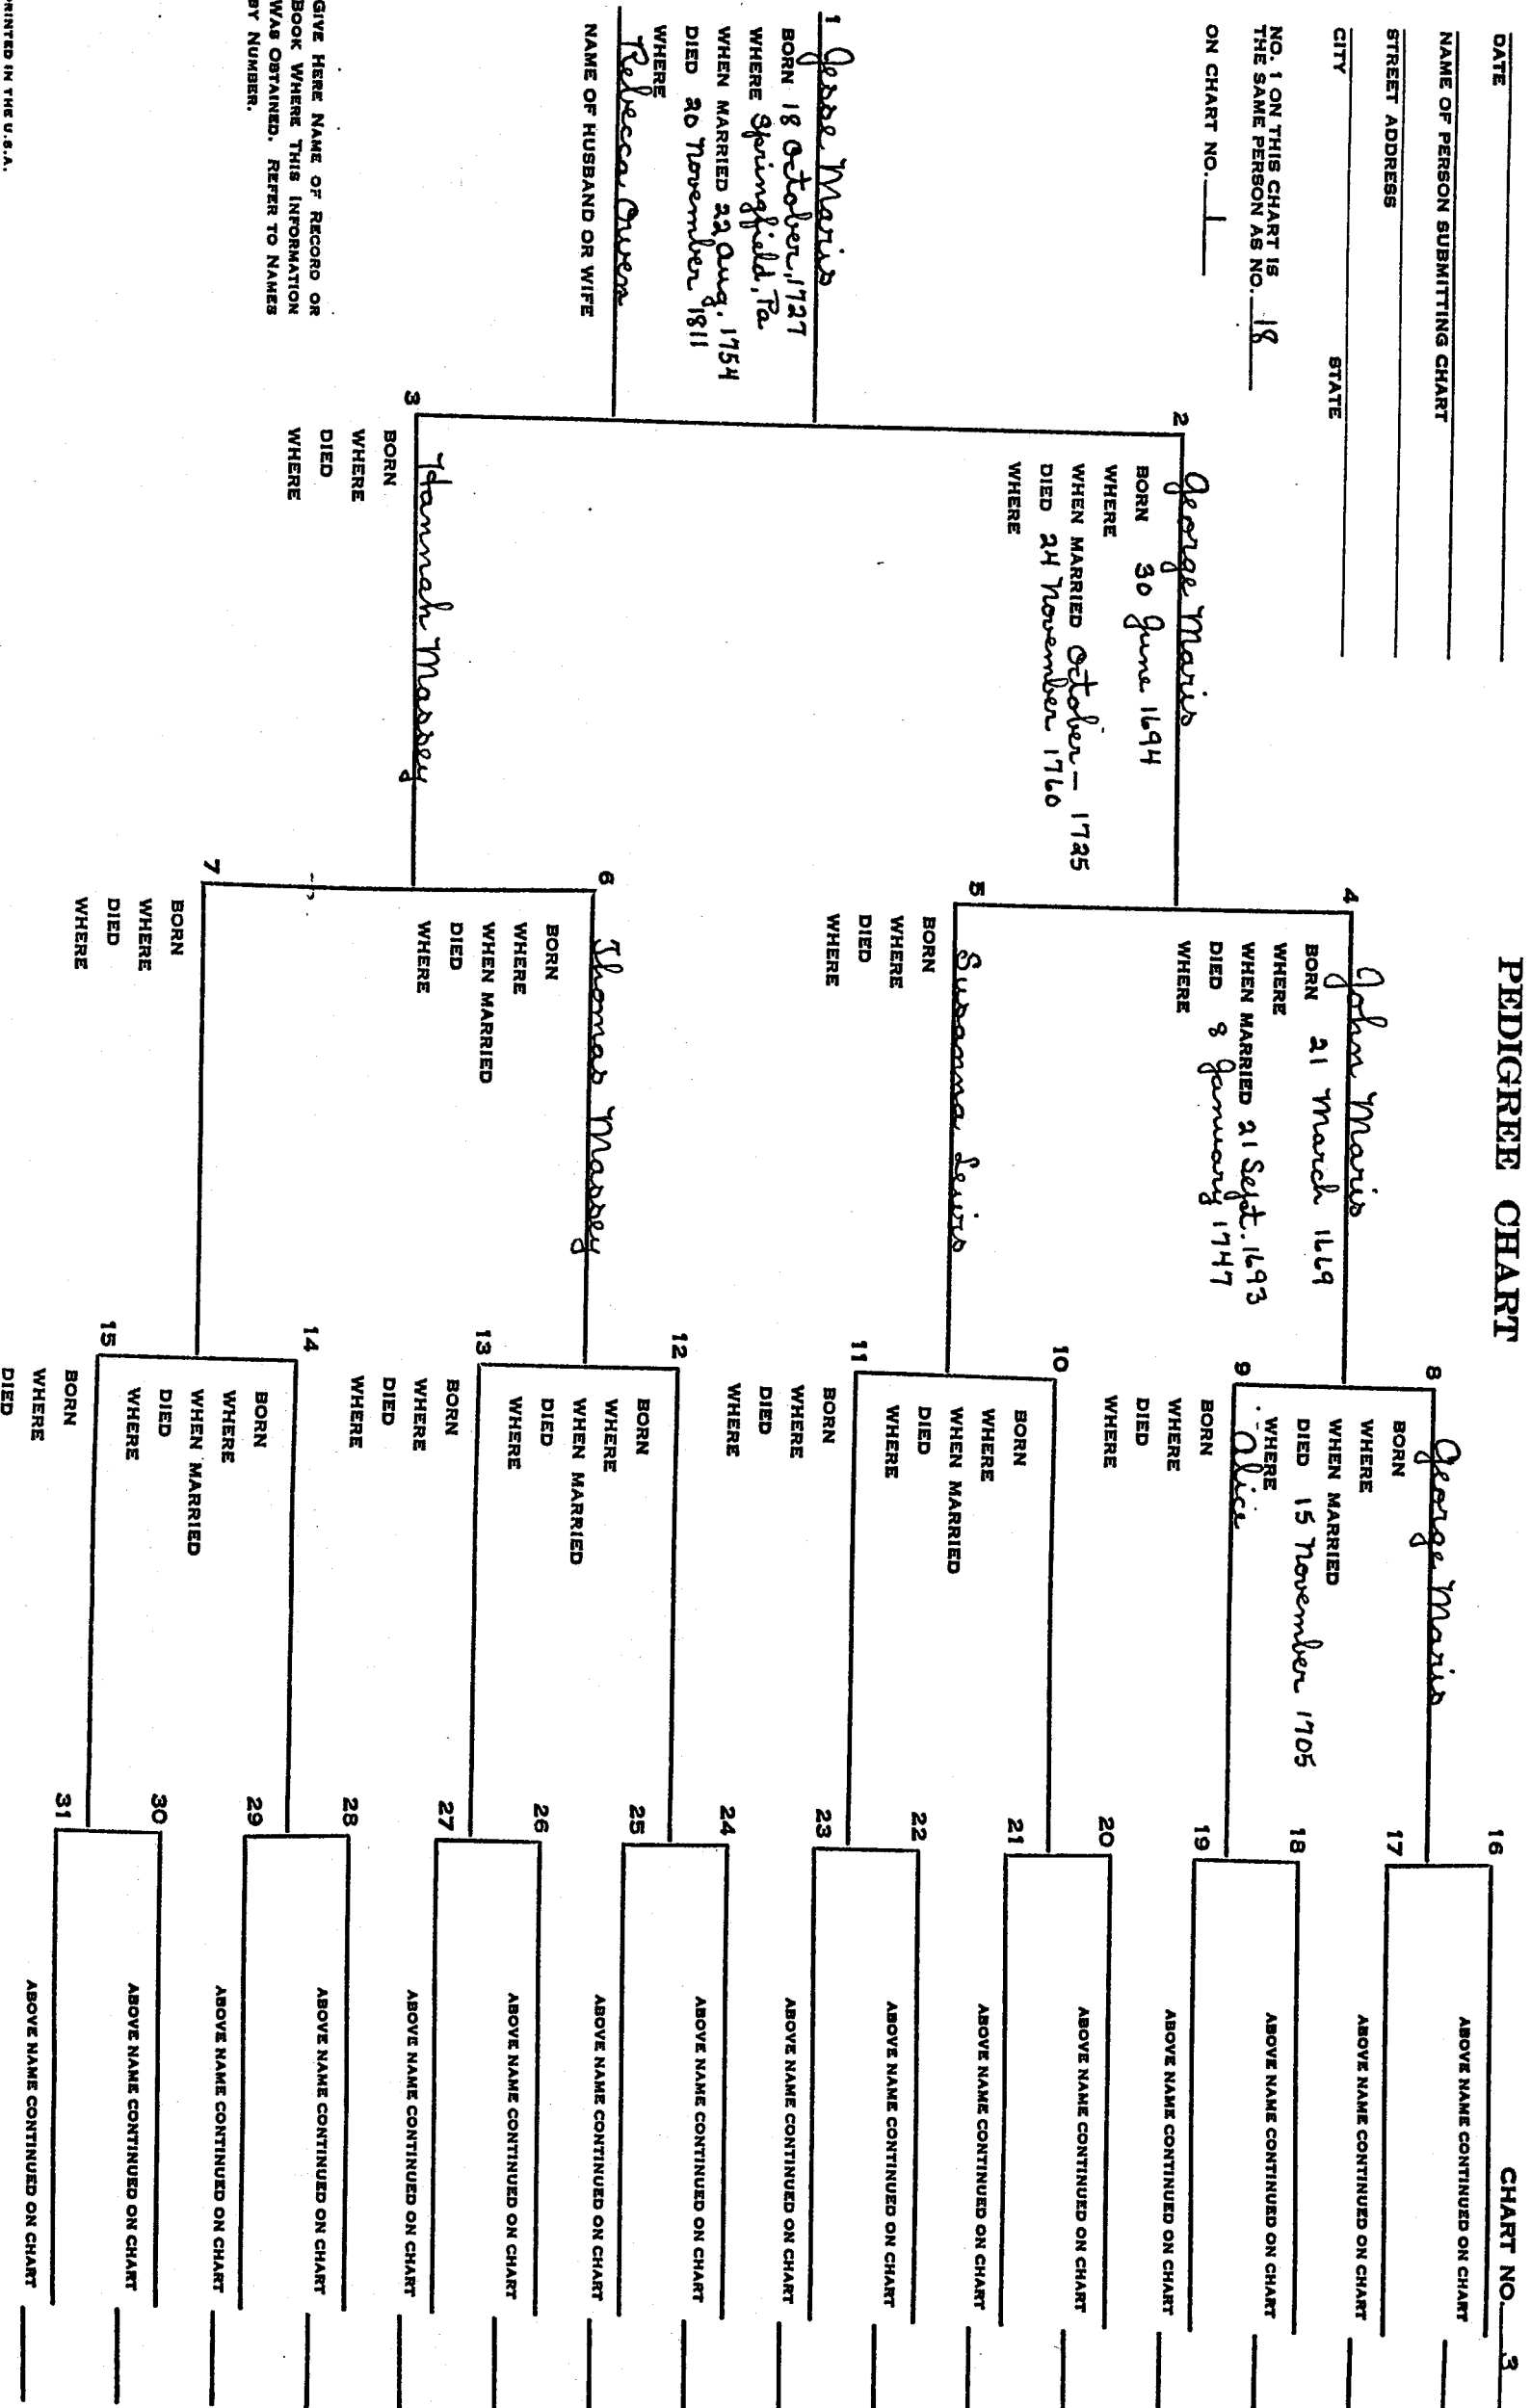 PEDIGREE CHART
CHART NO. 3
DATE
NAME OF PERSON SUBMITTING CHART
STREET ADDRESS
CITY STATE
NO. 1 ON THIS CHART IS
THE SAME PERSON AS NO. 18
ON CHART NO. 1
1 Jesse Maris
BORN 18 October, 1727
WHERE Springfield, Pa
WHEN MARRIED 22 Aug. 1754
DIED 20 November 1811
WHERE
Rebecca Owen
NAME OF HUSBAND OR WIFE
GIVE HERE NAME OF RECORD OR
BOOK WHERE THIS INFORMATION
WAS OBTAINED. REFER TO NAMES
BY NUMBER.
PRINTED IN THE U.S.A.
2 George Maris
BORN 30 June 1694
WHERE
WHEN MARRIED October - 1725
DIED 24 November 1760
WHERE
3 Hannah Massey
BORN
WHERE
DIED
WHERE
4 John Maris
BORN 21 March 1669
WHERE
WHEN MARRIED 21 Sept. 1693
DIED 8 January 1747
WHERE
5 Susanna Lewis
BORN
WHERE
DIED
WHERE
6 Thomas Massey
BORN
WHERE
WHEN MARRIED
DIED
WHERE
7
BORN
WHERE
DIED
WHERE
8 George Maris
BORN
WHERE
WHEN MARRIED
DIED 15 November 1705
WHERE
9 Alice
BORN
WHERE
DIED
WHERE
10
BORN
WHERE
WHEN MARRIED
DIED
WHERE
11
BORN
WHERE
DIED
WHERE
12
BORN
WHERE
WHEN MARRIED
DIED
WHERE
13
BORN
WHERE
DIED
WHERE
14
BORN
WHERE
WHEN MARRIED
DIED
WHERE
15
BORN
WHERE
DIED
16
ABOVE NAME CONTINUED ON CHART
17
ABOVE NAME CONTINUED ON CHART
18
ABOVE NAME CONTINUED ON CHART
19
ABOVE NAME CONTINUED ON CHART
20
ABOVE NAME CONTINUED ON CHART
21
ABOVE NAME CONTINUED ON CHART
22
ABOVE NAME CONTINUED ON CHART
23
ABOVE NAME CONTINUED ON CHART
24
ABOVE NAME CONTINUED ON CHART
25
ABOVE NAME CONTINUED ON CHART
26
ABOVE NAME CONTINUED ON CHART
27
ABOVE NAME CONTINUED ON CHART
28
ABOVE NAME CONTINUED ON CHART
29
ABOVE NAME CONTINUED ON CHART
30
ABOVE NAME CONTINUED ON CHART
31
ABOVE NAME CONTINUED ON CHART